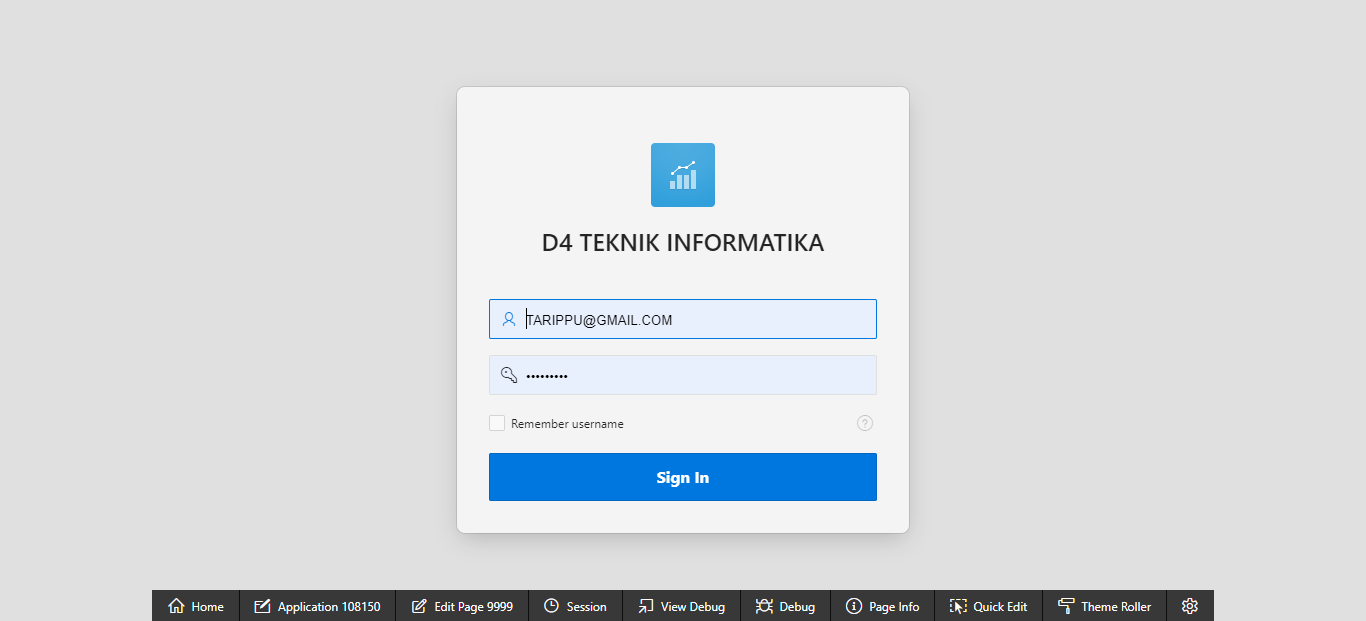 D4 TEKNIK INFORMATIKA
TARIPPU@GMAIL.COM
•••••••••
Remember username
?
Sign In
Home Application 108150 Edit Page 9999 Session View Debug Debug Page Info Quick Edit Theme Roller